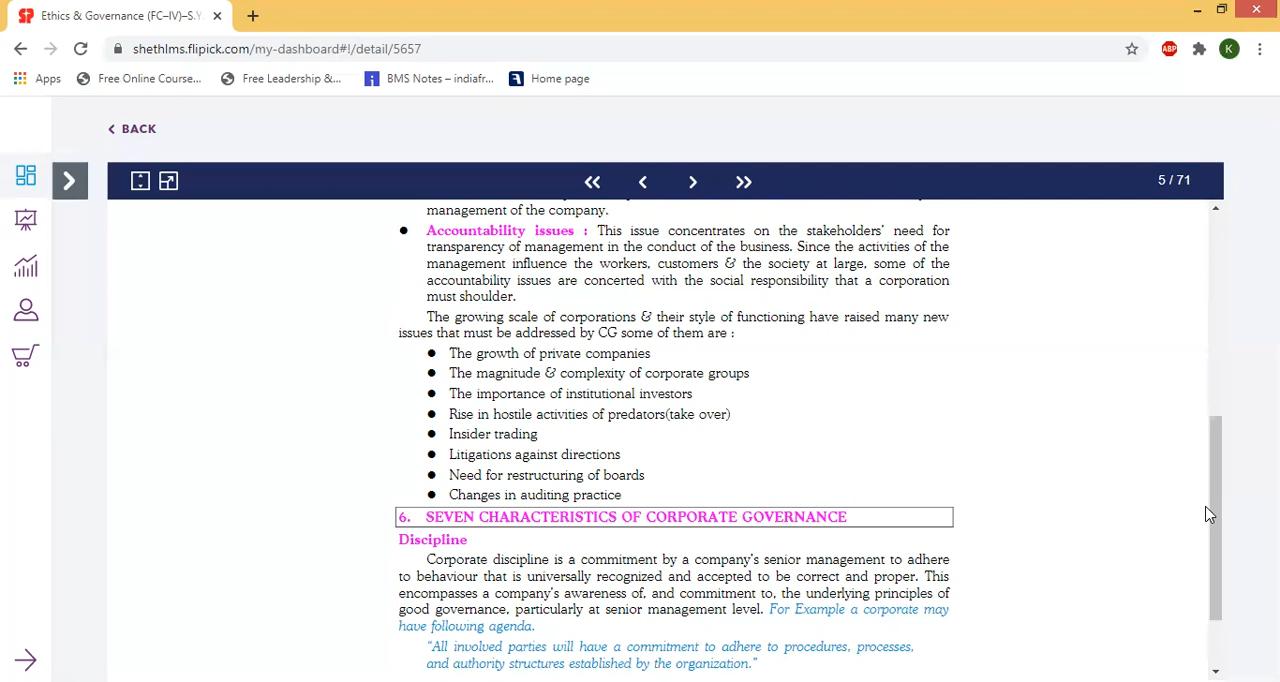 Ethics & Governance (FC–IV)–S.Y.
shethlms.flipick.com/my-dashboard#!/detail/5657
ABP
K
Apps
Free Online Course...
Free Leadership &...
BMS Notes – indiafr...
Home page
BACK
5 / 71
management of the company.
● Accountability issues : This issue concentrates on the stakeholders' need for
transparency of management in the conduct of the business. Since the activities of the
management influence the workers, customers & the society at large, some of the
accountability issues are concerted with the social responsibility that a corporation
must shoulder.
The growing scale of corporations & their style of functioning have raised many new
issues that must be addressed by CG some of them are :
● The growth of private companies
● The magnitude & complexity of corporate groups
● The importance of institutional investors
● Rise in hostile activities of predators(take over)
● Insider trading
● Litigations against directions
● Need for restructuring of boards
● Changes in auditing practice
6. SEVEN CHARACTERISTICS OF CORPORATE GOVERNANCE
Discipline
Corporate discipline is a commitment by a company's senior management to adhere
to behaviour that is universally recognized and accepted to be correct and proper. This
encompasses a company's awareness of, and commitment to, the underlying principles of
good governance, particularly at senior management level. For Example a corporate may
have following agenda.
"All involved parties will have a commitment to adhere to procedures, processes,
and authority structures established by the organization."